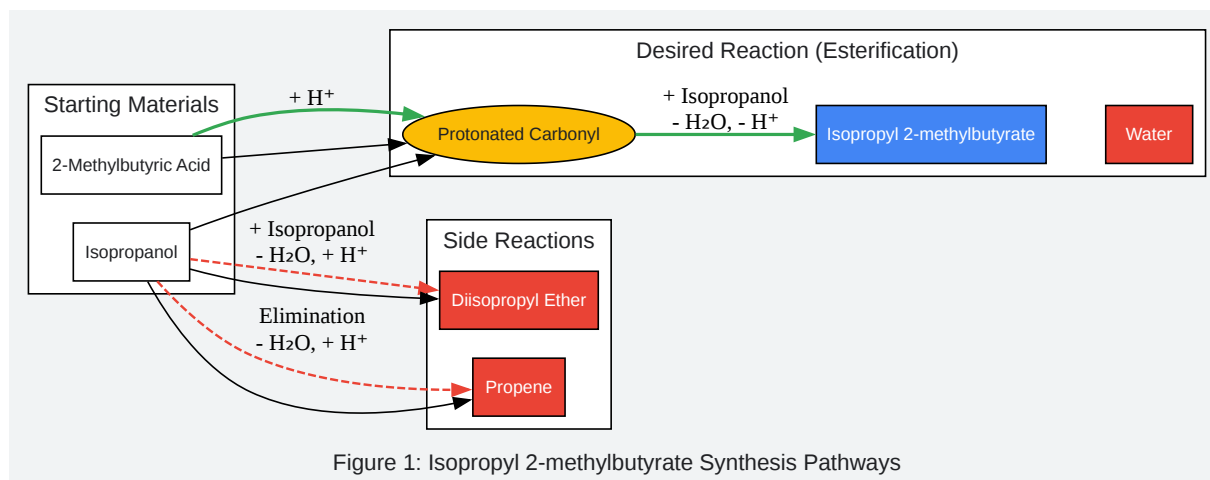 Desired Reaction (Esterification)
Starting Materials
+ H⁺
+ Isopropanol
- H₂O, - H⁺
2-Methylbutyric Acid
Protonated Carbonyl
Isopropyl 2-methylbutyrate
Water
Isopropanol
+ Isopropanol
- H₂O, + H⁺
Side Reactions
Diisopropyl Ether
Elimination
- H₂O, + H⁺
Propene
Figure 1: Isopropyl 2-methylbutyrate Synthesis Pathways